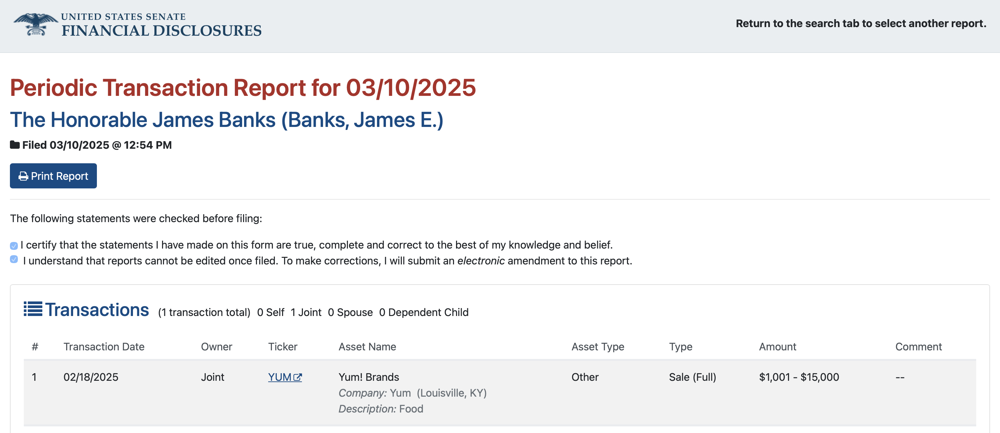 UNITED STATES SENATE
FINANCIAL DISCLOSURES
Return to the search tab to select another report.
Periodic Transaction Report for 03/10/2025
The Honorable James Banks (Banks, James E.)
Filed 03/10/2025 @ 12:54 PM
Print Report
The following statements were checked before filing:
I certify that the statements I have made on this form are true, complete and correct to the best of my knowledge and belief.
I understand that reports cannot be edited once filed. To make corrections, I will submit an electronic amendment to this report.
Transactions (1 transaction total) 0 Self 1 Joint 0 Spouse 0 Dependent Child
# Transaction Date Owner Ticker Asset Name Asset Type Type Amount Comment
1 02/18/2025 Joint YUM Yum! Brands Other Sale (Full) $1,001 - $15,000 --
Company: Yum (Louisville, KY)
Description: Food